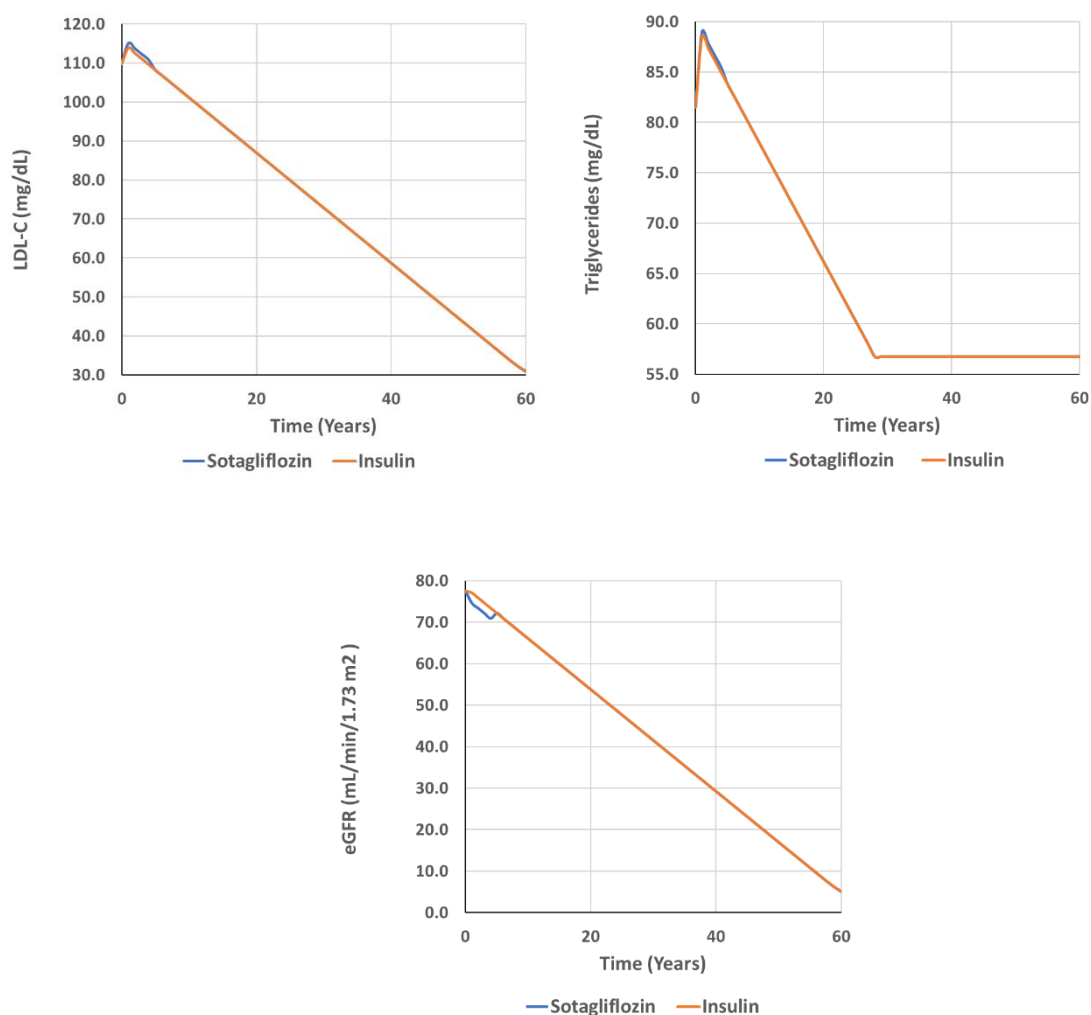 LDL-C (mg/dL)
120.0
110.0
100.0
90.0
80.0
70.0
60.0
50.0
40.0
30.0
0 20 40 60
Time (Years)
Sotagliflozin Insulin
Triglycerides (mg/dL)
90.0
85.0
80.0
75.0
70.0
65.0
60.0
55.0
0 20 40 60
Time (Years)
Sotagliflozin Insulin
eGFR (mL/min/1.73 m2 )
80.0
70.0
60.0
50.0
40.0
30.0
20.0
10.0
0.0
0 20 40 60
Time (Years)
Sotagliflozin Insulin